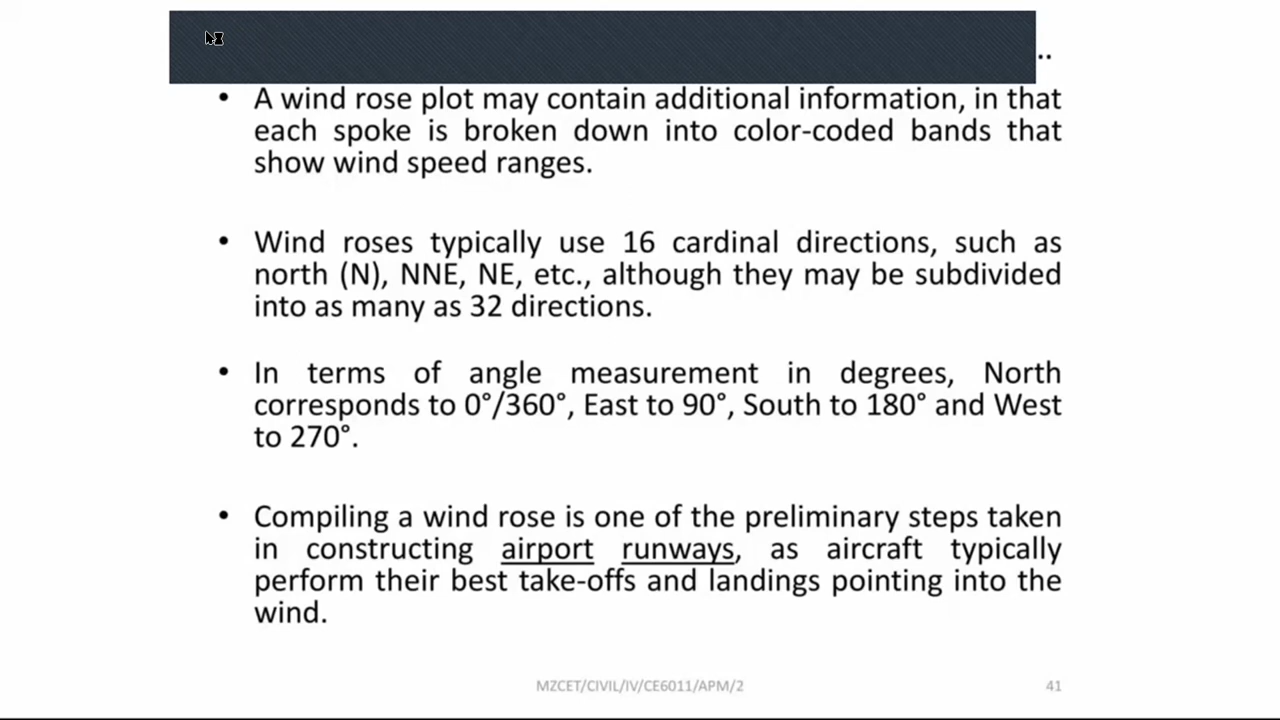 ..
• A wind rose plot may contain additional information, in that
each spoke is broken down into color-coded bands that
show wind speed ranges.
• Wind roses typically use 16 cardinal directions, such as
north (N), NNE, NE, etc., although they may be subdivided
into as many as 32 directions.
• In terms of angle measurement in degrees, North
corresponds to 0°/360°, East to 90°, South to 180° and West
to 270°.
• Compiling a wind rose is one of the preliminary steps taken
in constructing airport runways, as aircraft typically
perform their best take-offs and landings pointing into the
wind.
MZCET/CIVIL/IV/CE6011/APM/2
41